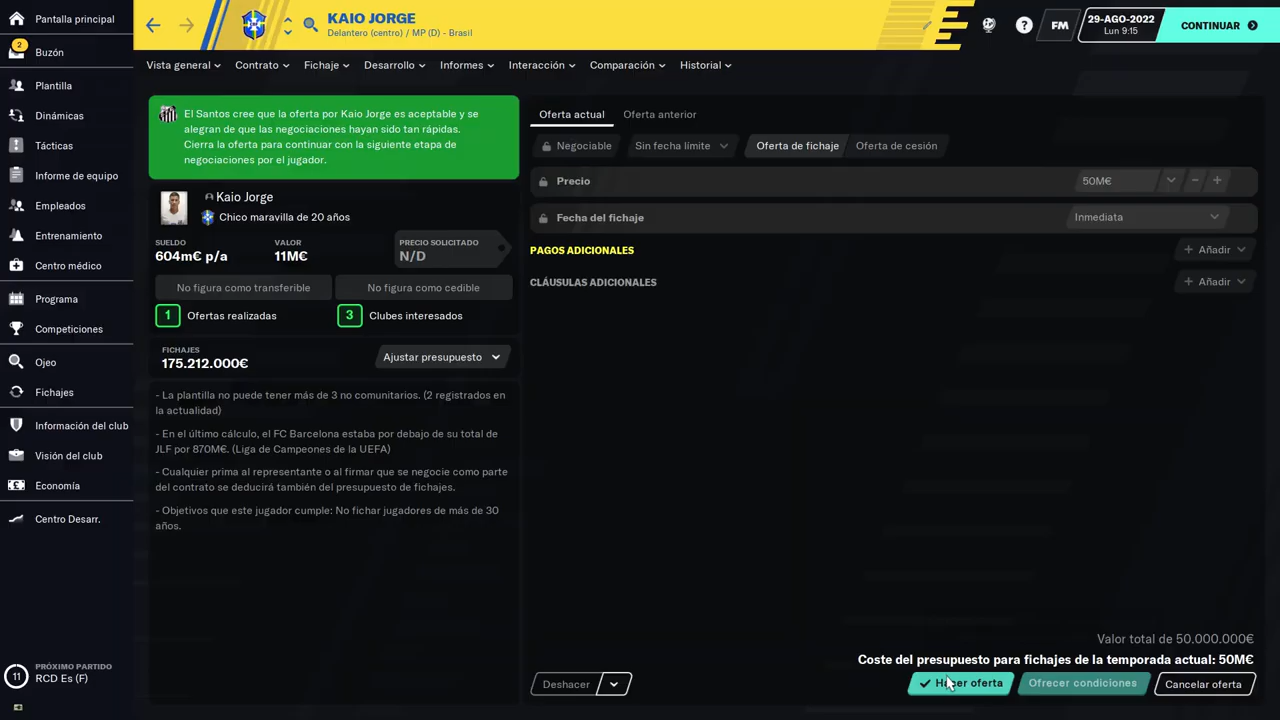 Pantalla principal
2
Buzón
Plantilla
Dinámicas
Tácticas
Informe de equipo
Empleados
Entrenamiento
Centro médico
Programa
Competiciones
Ojeo
Fichajes
Información del club
Visión del club
Economía
Centro Desarr.
11
PRÓXIMO PARTIDO
RCD Es (F)
KAIO JORGE
Delantero (centro) / MP (D) - Brasil
?
FM
29-AGO-2022
Lun 9:15
CONTINUAR
Vista general
Contrato
Fichaje
Desarrollo
Informes
Interacción
Comparación
Historial
El Santos cree que la oferta por Kaio Jorge es aceptable y se
alegran de que las negociaciones hayan sido tan rápidas.
Cierra la oferta para continuar con la siguiente etapa de
negociaciones por el jugador.
Kaio Jorge
Chico maravilla de 20 años
SUELDO
604m€ p/a
VALOR
11M€
PRECIO SOLICITADO
N/D
No figura como transferible
No figura como cedible
1 Ofertas realizadas
3 Clubes interesados
FICHAJES
175.212.000€
Ajustar presupuesto
- La plantilla no puede tener más de 3 no comunitarios. (2 registrados en
la actualidad)
- En el último cálculo, el FC Barcelona estaba por debajo de su total de
JLF por 870M€. (Liga de Campeones de la UEFA)
- Cualquier prima al representante o al firmar que se negocie como parte
del contrato se deducirá también del presupuesto de fichajes.
- Objetivos que este jugador cumple: No fichar jugadores de más de 30
años.
Oferta actual
Oferta anterior
Negociable
Sin fecha límite
Oferta de fichaje
Oferta de cesión
Precio
50M€
- +
Fecha del fichaje
Inmediata
PAGOS ADICIONALES
+ Añadir
CLÁUSULAS ADICIONALES
+ Añadir
Valor total de 50.000.000€
Coste del presupuesto para fichajes de la temporada actual: 50M€
Deshacer
Hacer oferta
Ofrecer condiciones
Cancelar oferta